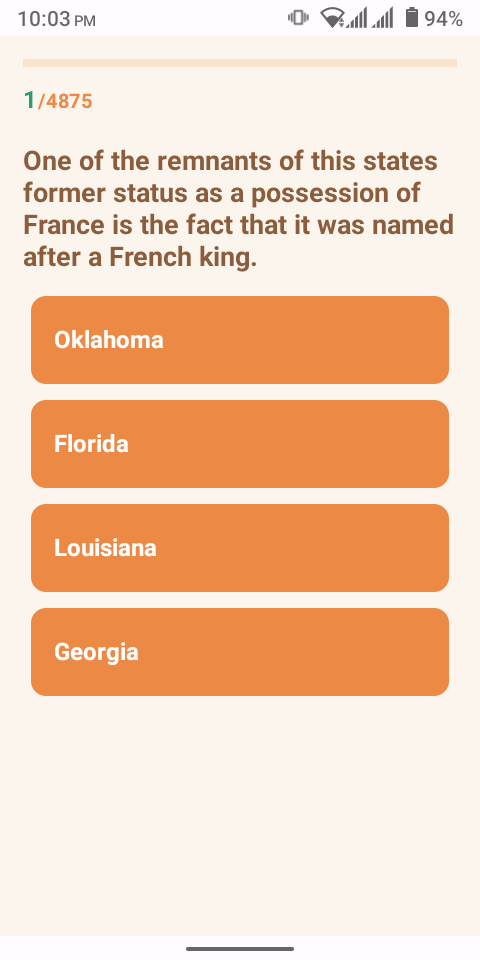 10:03 PM 94%
1/4875
One of the remnants of this states
former status as a possession of
France is the fact that it was named
after a French king.
Oklahoma
Florida
Louisiana
Georgia